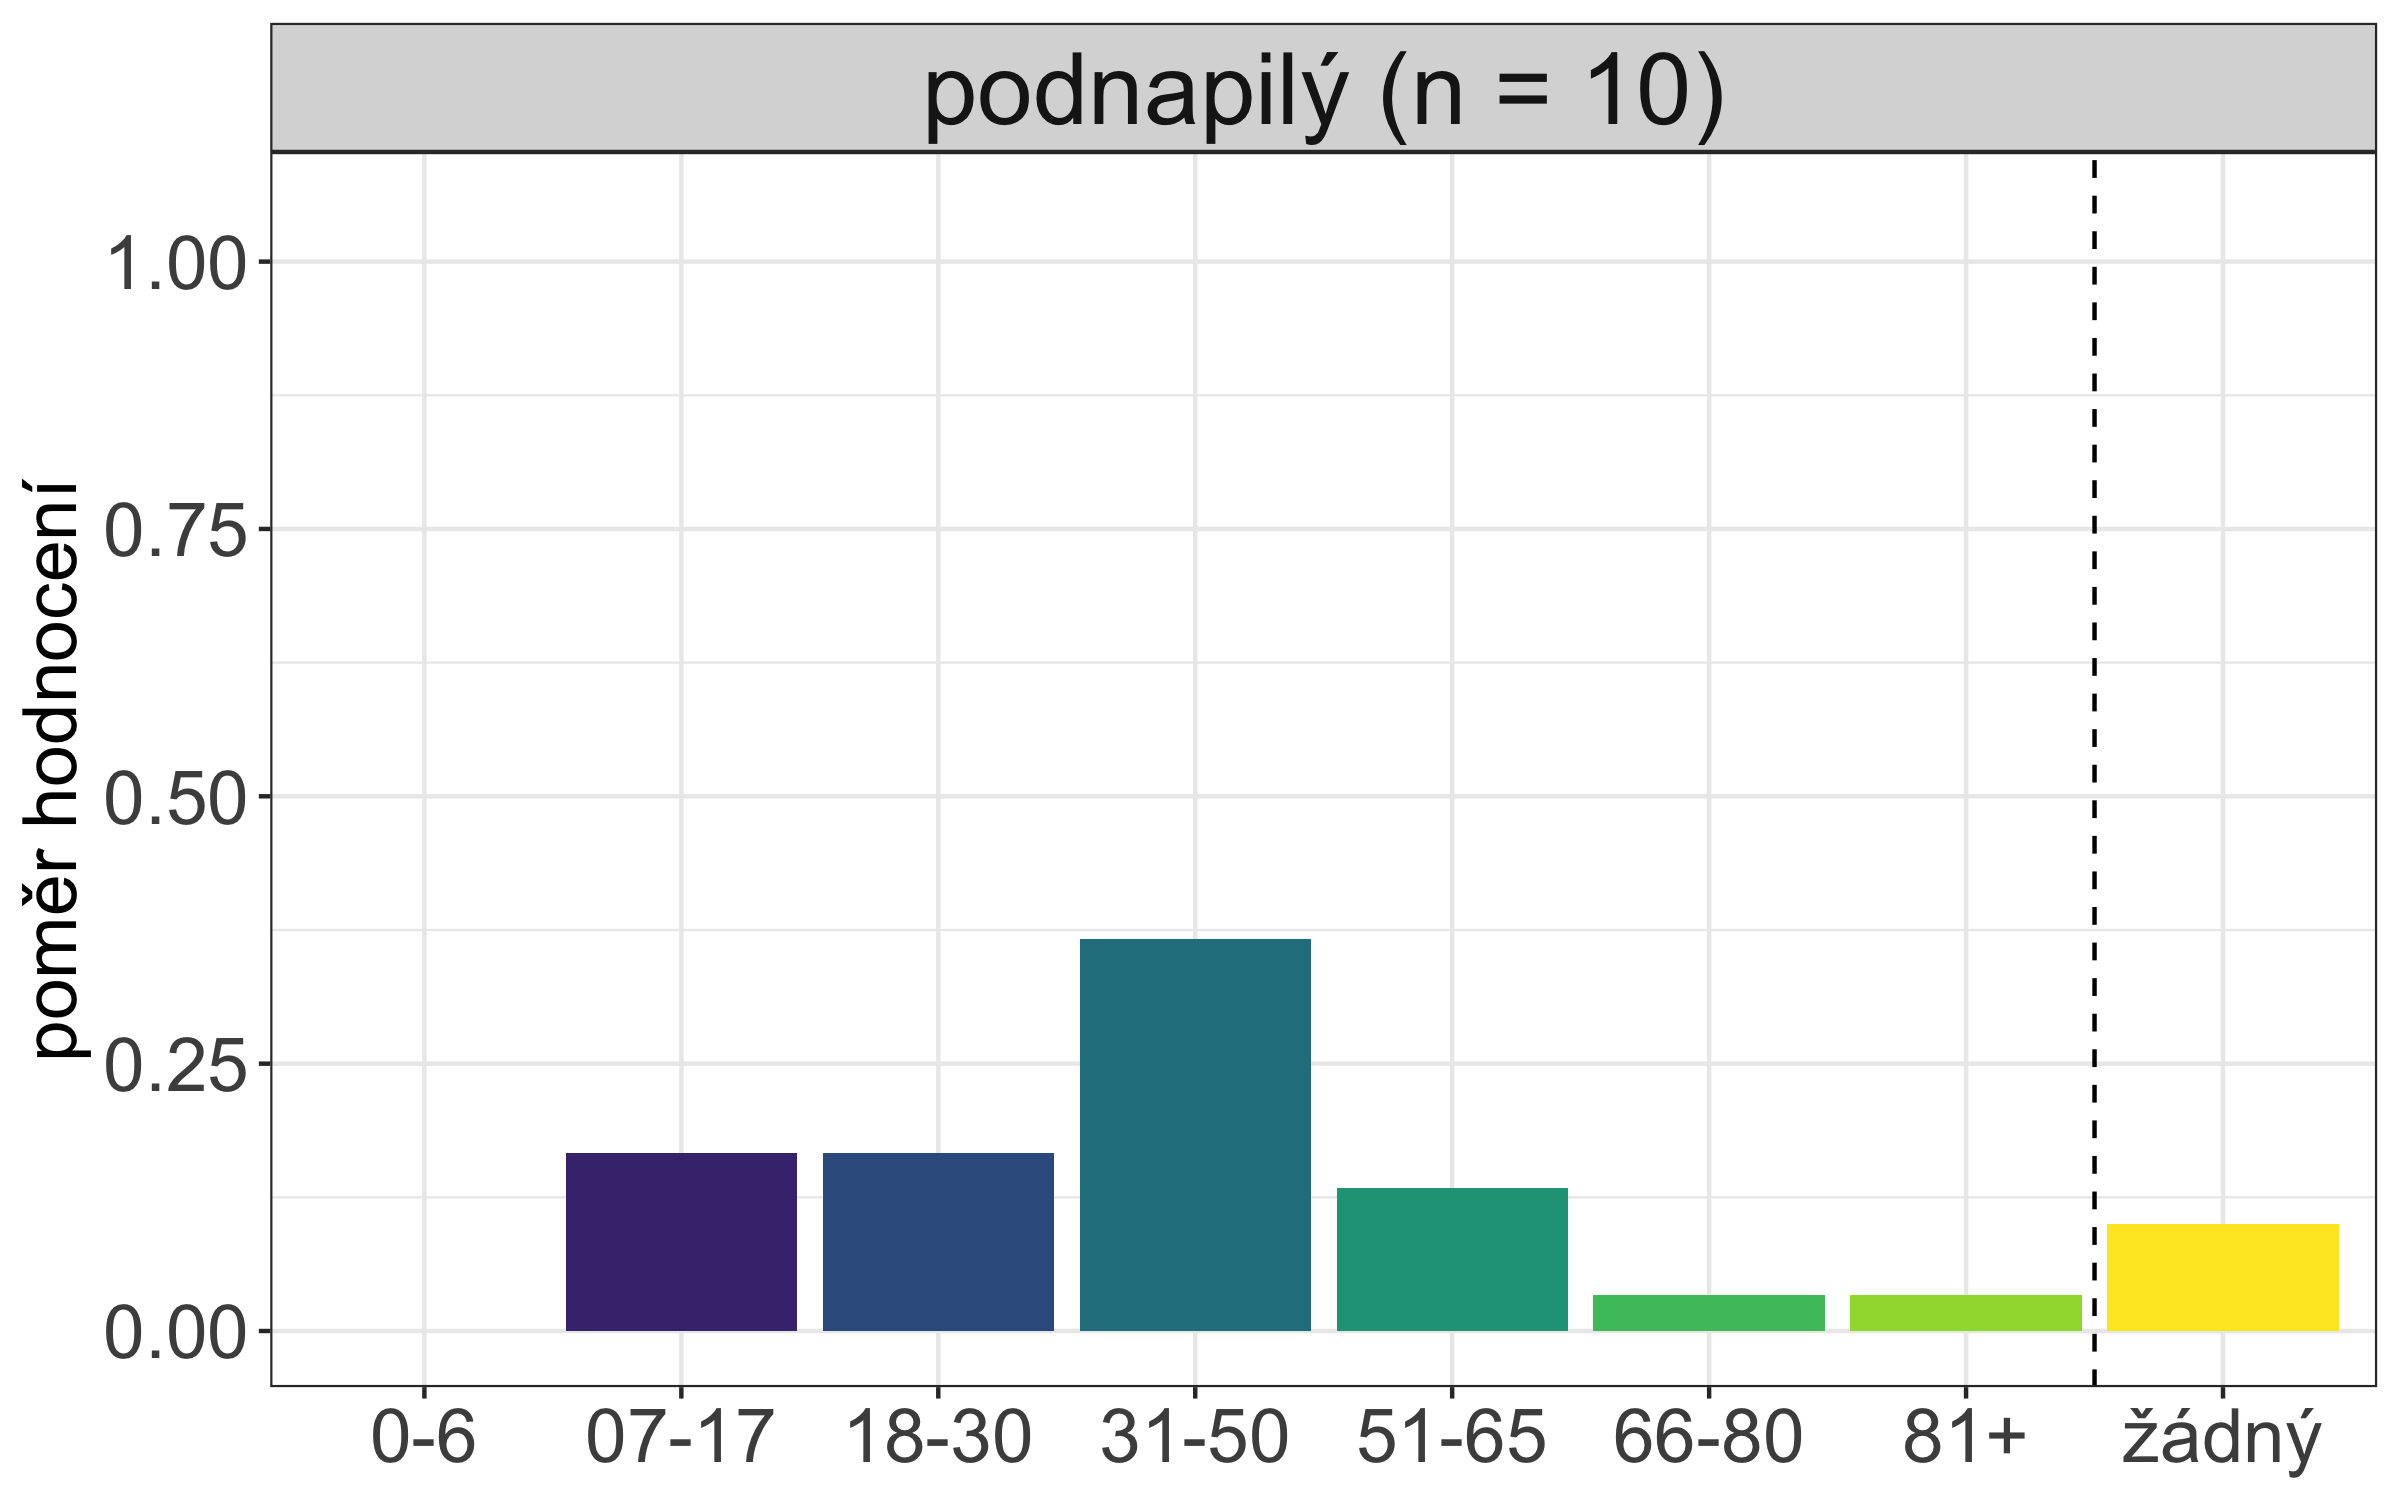 podnapilý (n = 10)
poměr hodnocení
1.00
0.75
0.50
0.25
0.00
0-6 07-17 18-30 31-50 51-65 66-80 81+ žádný